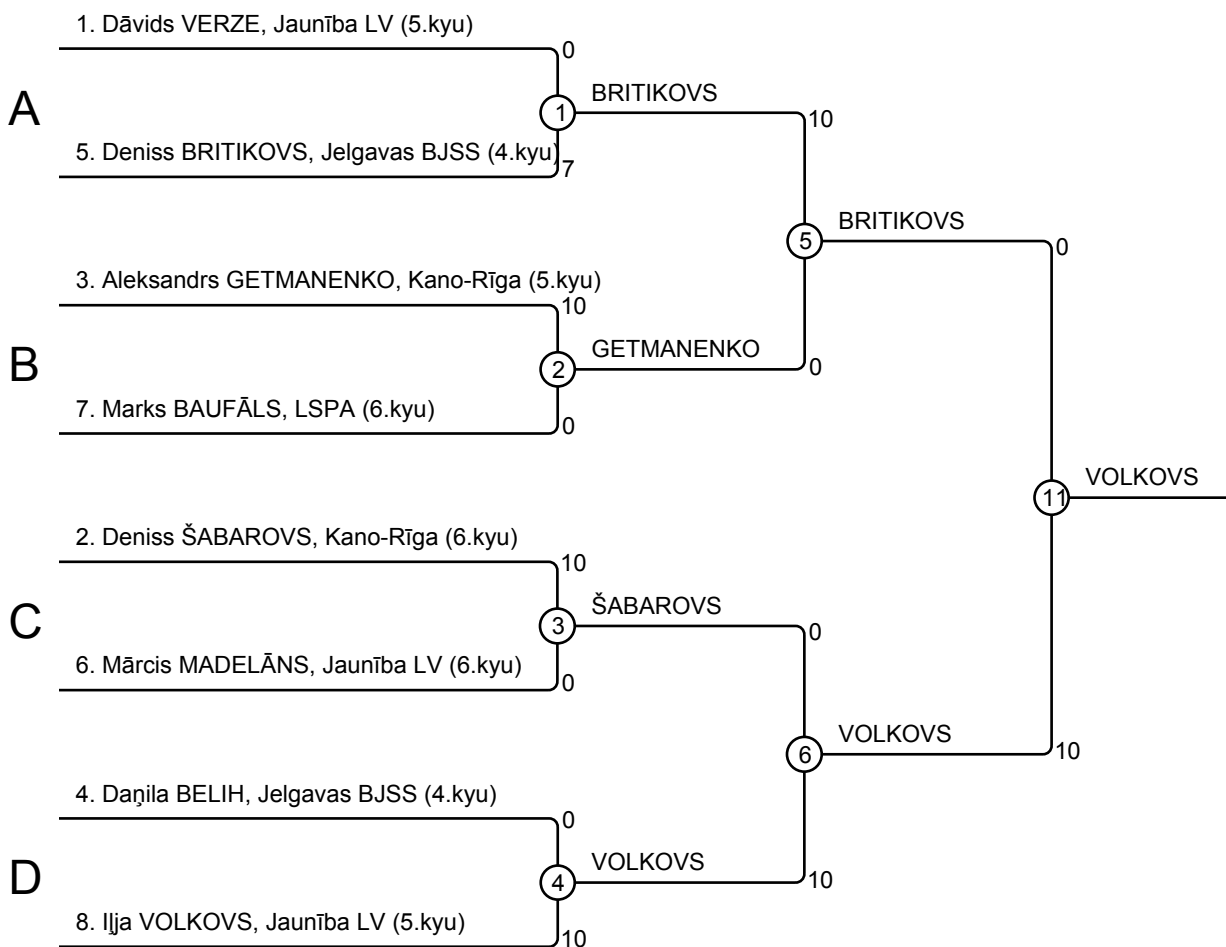 1. Dāvids VERZE, Jaunība LV (5.kyu)
0
A
1
BRITIKOVS
10
5. Deniss BRITIKOVS, Jelgavas BJSS (4.kyu)
7
5
BRITIKOVS
0
3. Aleksandrs GETMANENKO, Kano-Rīga (5.kyu)
10
B
2
GETMANENKO
0
7. Marks BAUFĀLS, LSPA (6.kyu)
0
11
VOLKOVS
2. Deniss ŠABAROVS, Kano-Rīga (6.kyu)
10
C
3
ŠABAROVS
0
6. Mārcis MADELĀNS, Jaunība LV (6.kyu)
0
6
VOLKOVS
10
4. Daņila BELIH, Jelgavas BJSS (4.kyu)
0
D
4
VOLKOVS
10
8. Iļja VOLKOVS, Jaunība LV (5.kyu)
10